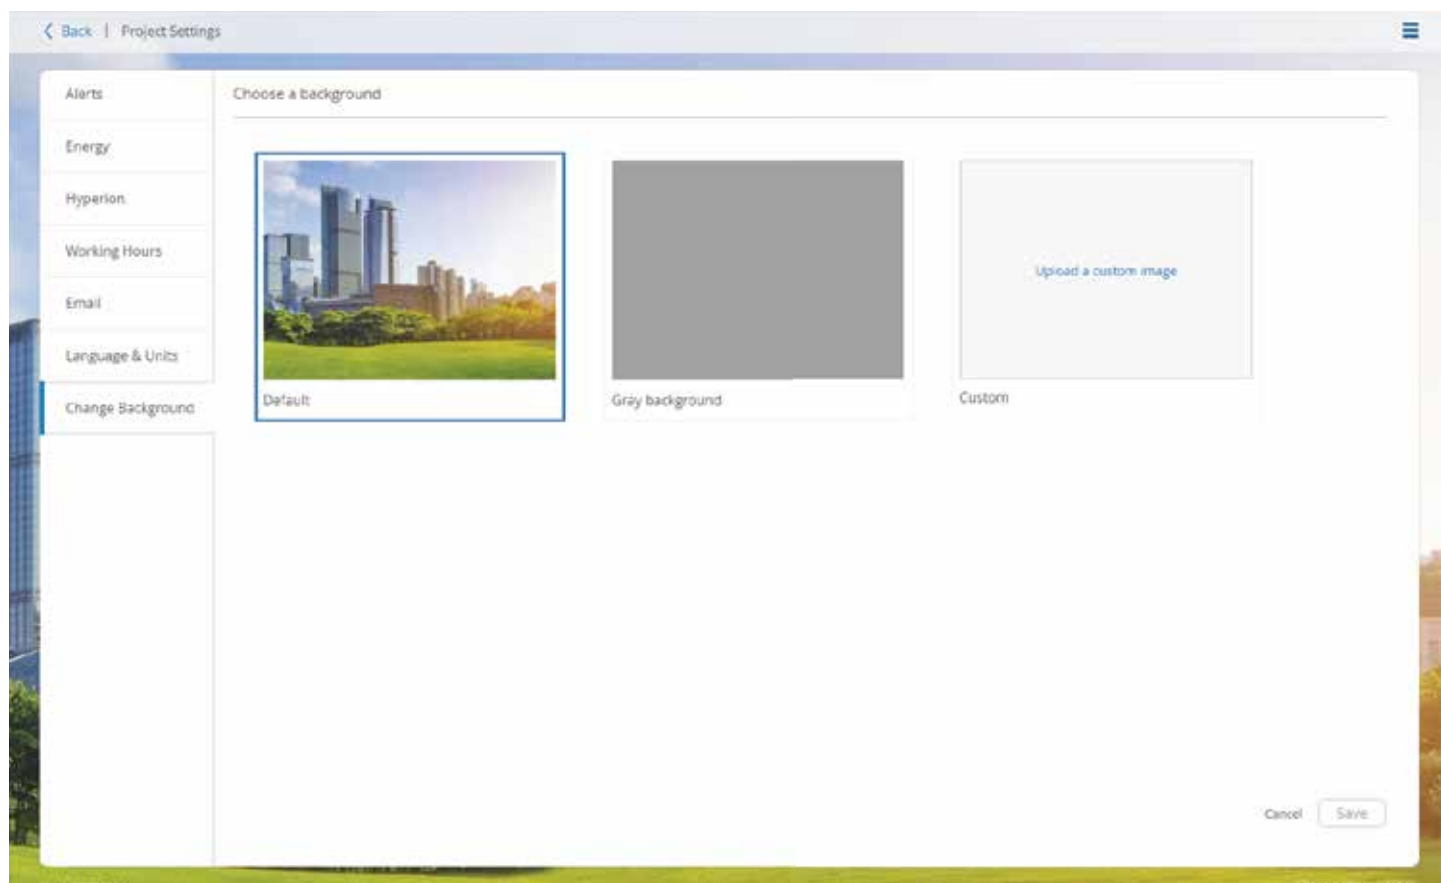 Back | Project Settings
Alerts
Energy
Hyperion
Working Hours
Email
Language & Units
Change Background
Choose a background
Default
Gray background
Upload a custom image
Custom
Cancel
Save